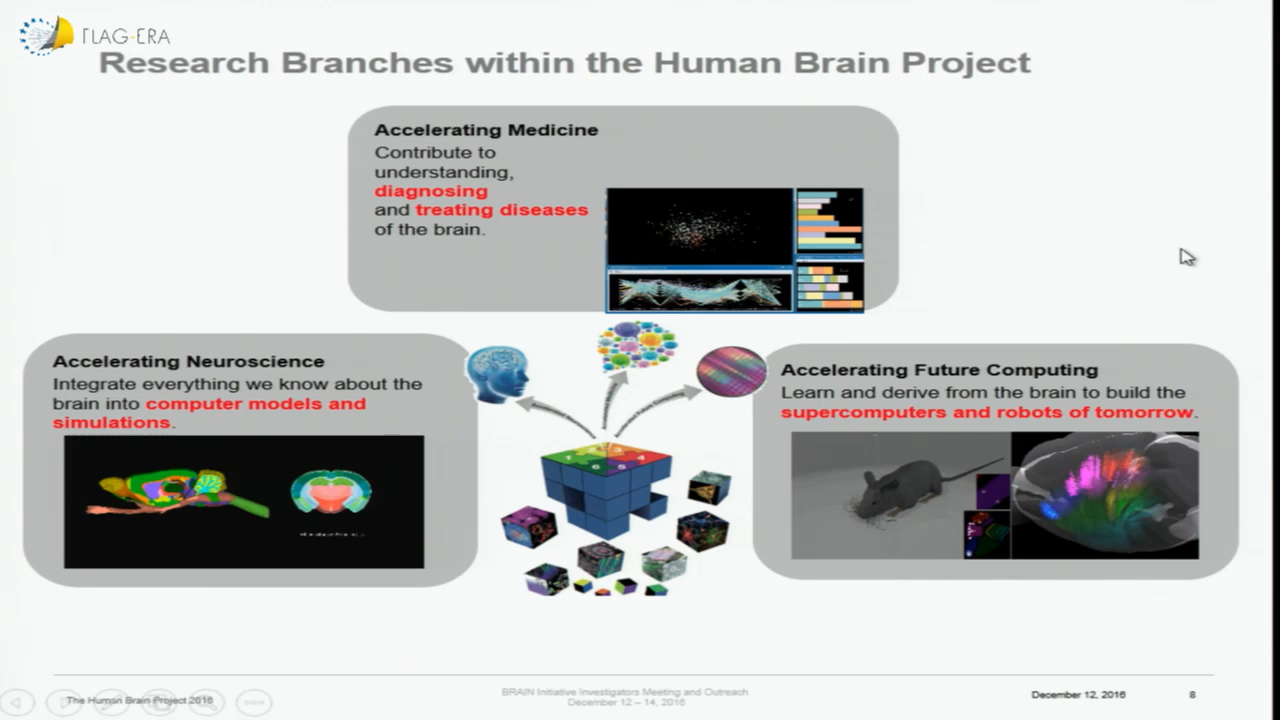 FLAG-ERA
Research Branches within the Human Brain Project
Accelerating Medicine
Contribute to
understanding,
diagnosing
and treating diseases
of the brain.
Accelerating Neuroscience
Integrate everything we know about the
brain into computer models and
simulations.
Accelerating Future Computing
Learn and derive from the brain to build the
supercomputers and robots of tomorrow.
The Human Brain Project 2016
BRAIN Initiative Investigators Meeting and Outreach
December 12 – 14, 2016
December 12, 2016
8